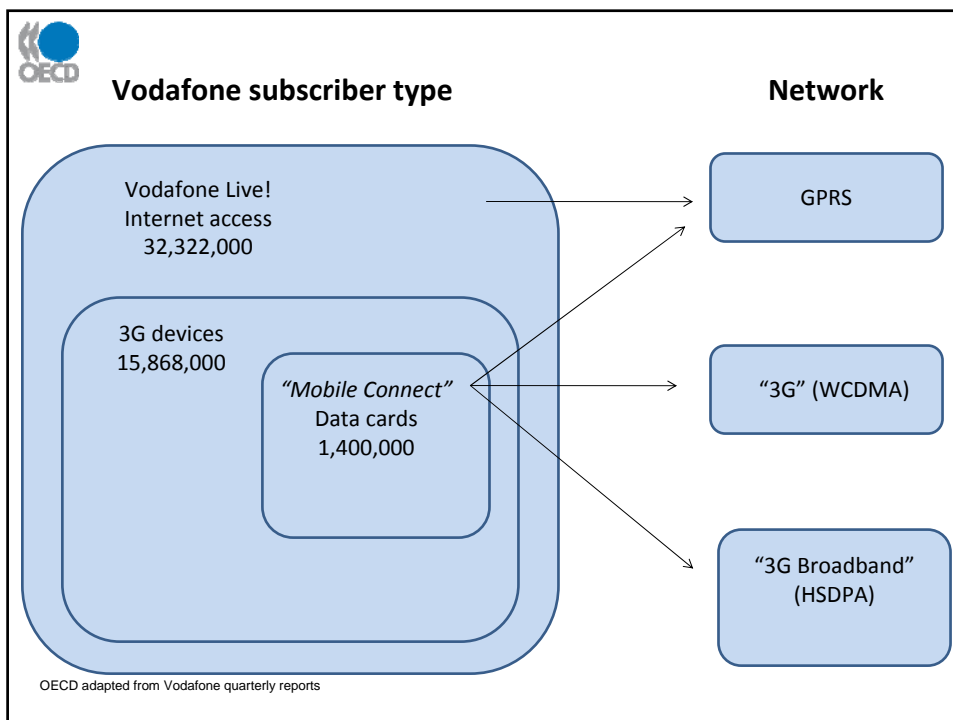 OECD
Vodafone subscriber type
Network
Vodafone Live!
Internet access
32,322,000
GPRS
3G devices
15,868,000
“Mobile Connect”
Data cards
1,400,000
“3G” (WCDMA)
“3G Broadband”
(HSDPA)
OECD adapted from Vodafone quarterly reports